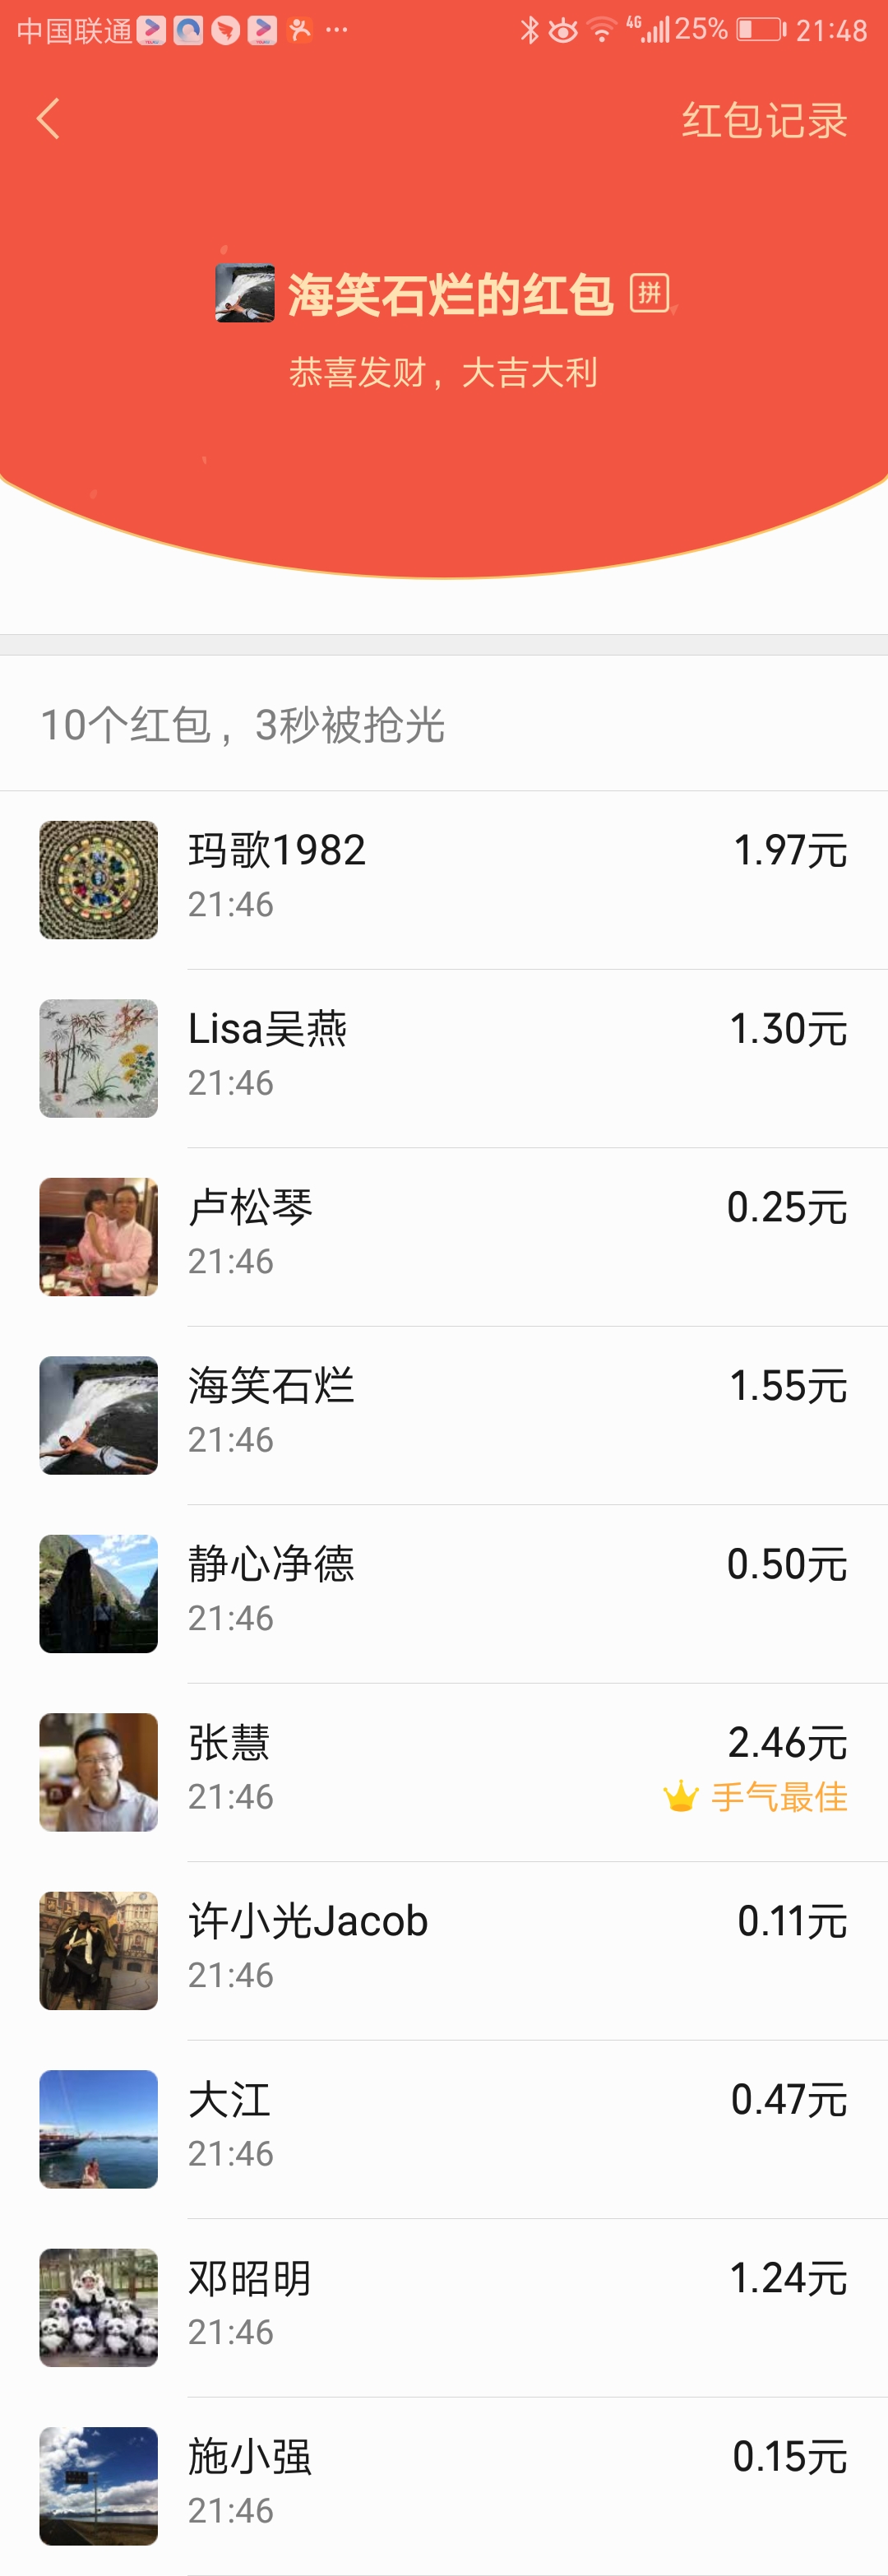 中国联通 ··· 4G 25% 21:48
红包记录
海笑石烂的红包 拼
恭喜发财，大吉大利
10个红包，3秒被抢光
玛歌1982 1.97元
21:46
Lisa吴燕 1.30元
21:46
卢松琴 0.25元
21:46
海笑石烂 1.55元
21:46
静心净德 0.50元
21:46
张慧 2.46元
21:46 手气最佳
许小光Jacob 0.11元
21:46
大江 0.47元
21:46
邓昭明 1.24元
21:46
施小强 0.15元
21:46